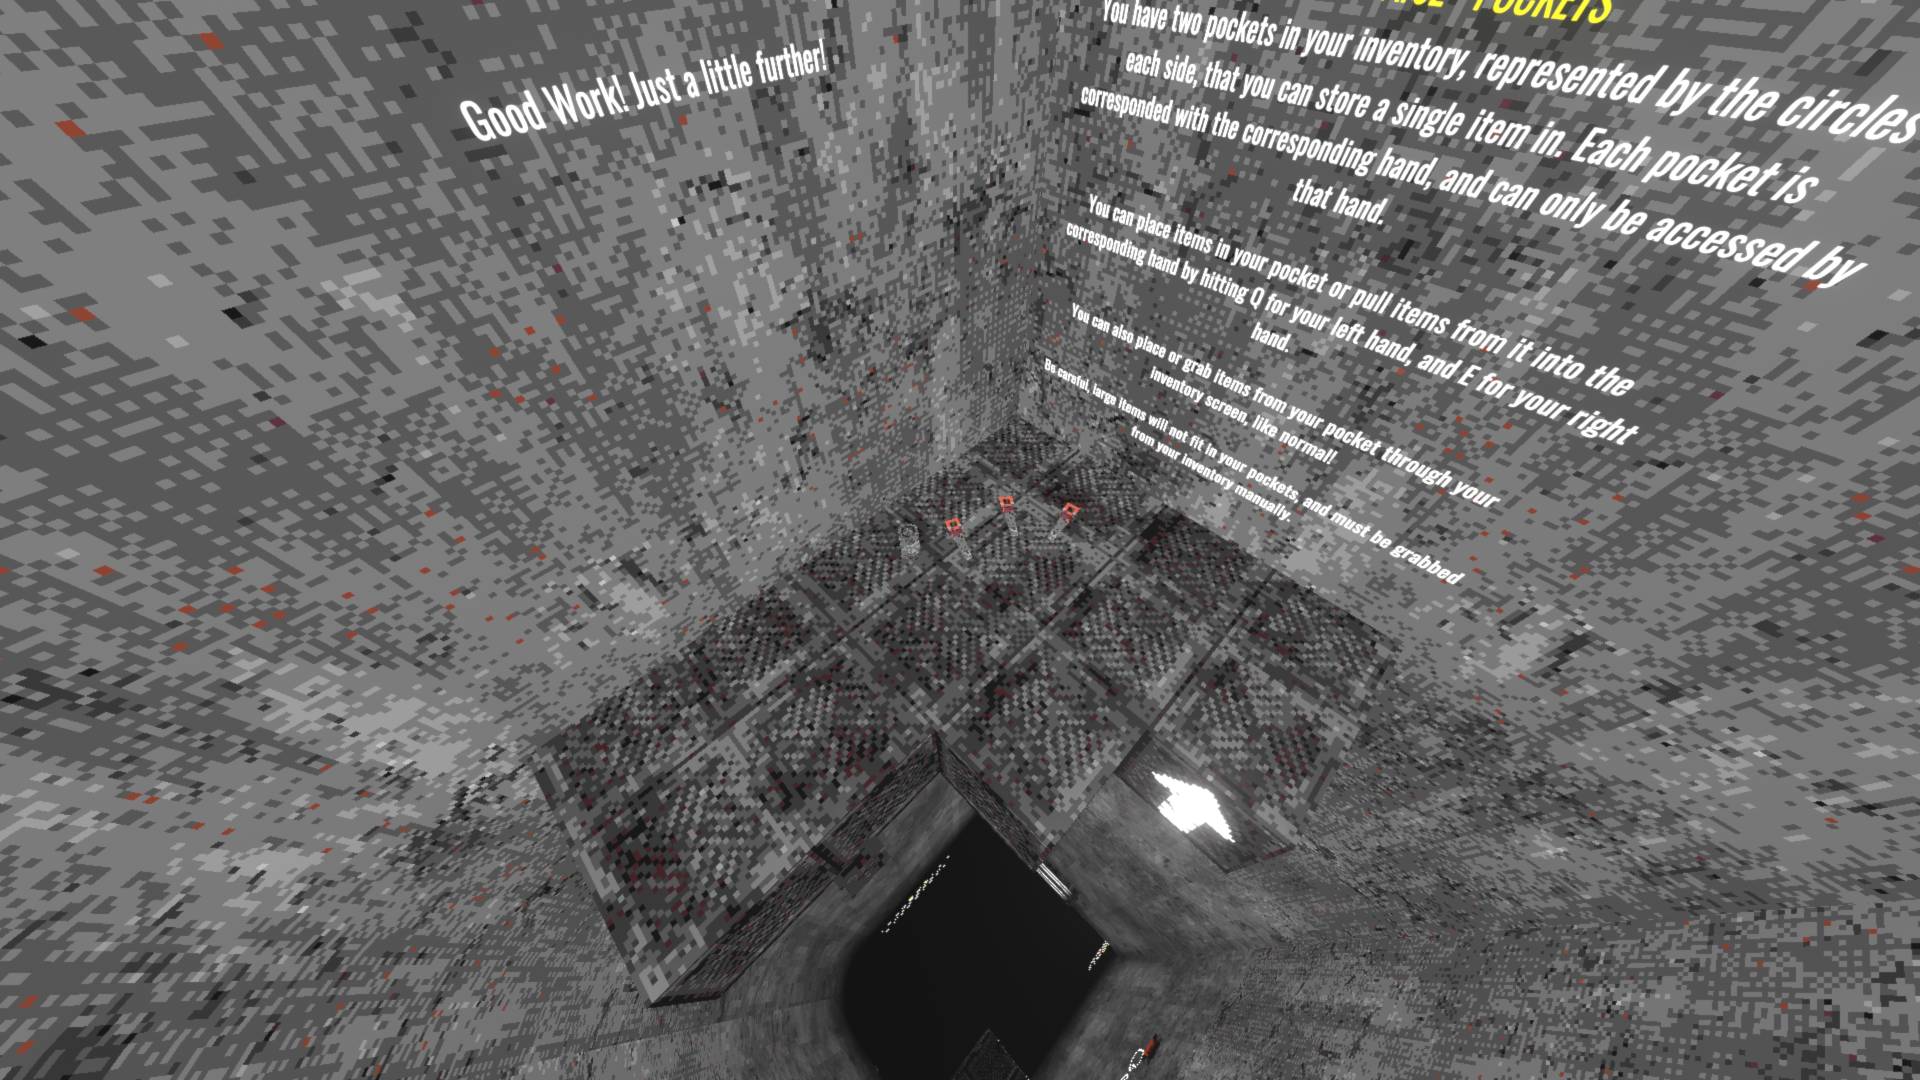 Good Work! Just a little further!
POCKETS
You have two pockets in your inventory, represented by the circles
each side, that you can store a single item in. Each pocket is
corresponded with the corresponding hand, and can only be accessed by
that hand.
You can place items in your pocket or pull items from it into the
corresponding hand by hitting Q for your left hand, and E for your right
hand.
You can also place or grab items from your pocket through your
inventory screen, like normal!
Be careful, large items will not fit in your pockets, and must be grabbed
from your inventory manually.